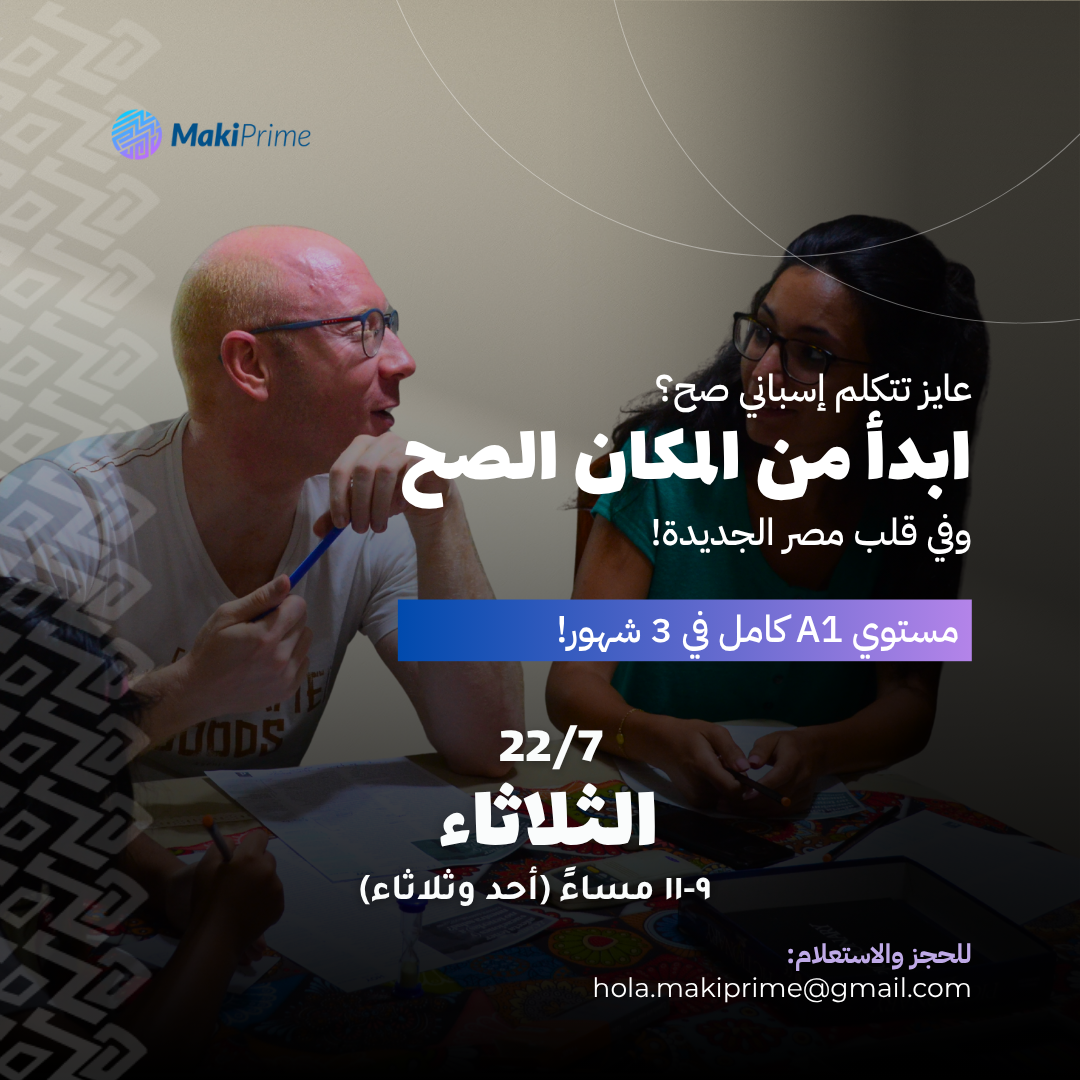 MakiPrime
عايز تتكلم إسباني صح؟
ابدأ من المكان الصح
وفي قلب مصر الجديدة!
مستوي A1 كامل في 3 شهور!
22/7
الثلاثاء
٩-١١ مساءً (أحد وثلاثاء)
للحجز والاستعلام:
hola.makiprime@gmail.com